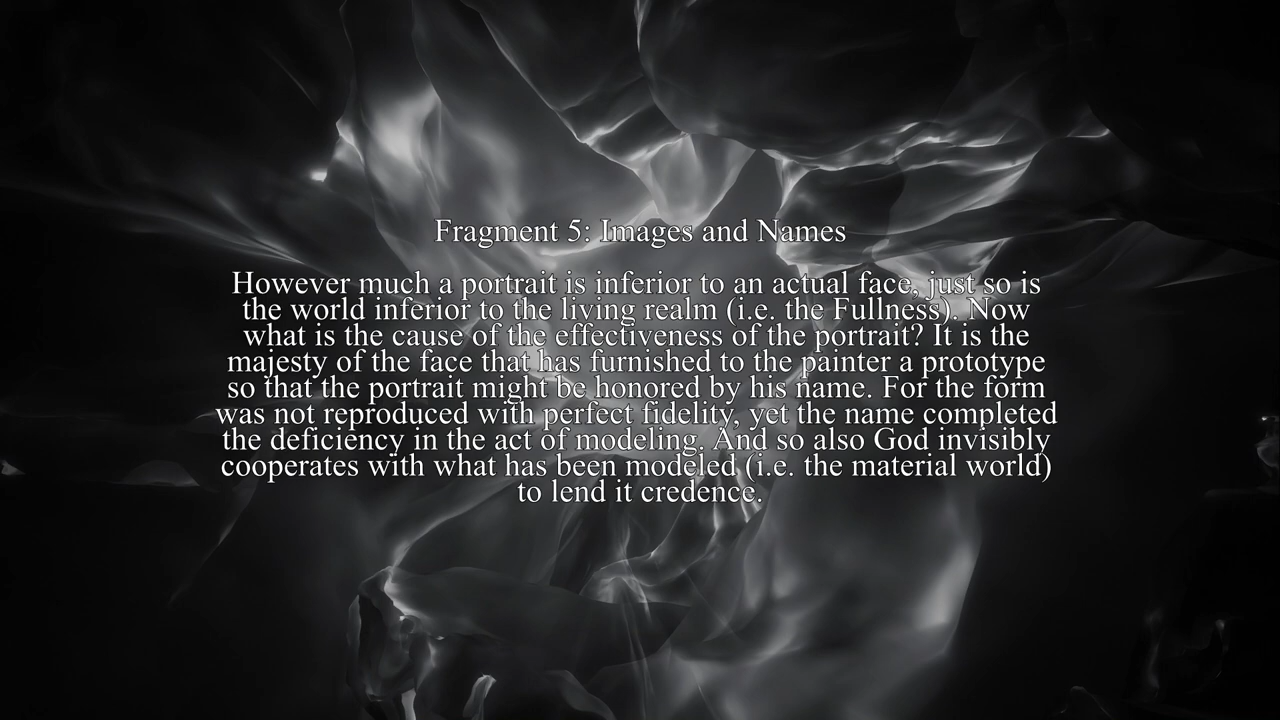 Fragment 5: Images and Names
However much a portrait is inferior to an actual face, just so is
the world inferior to the living realm (i.e. the Fullness). Now
what is the cause of the effectiveness of the portrait? It is the
majesty of the face that has furnished to the painter a prototype
so that the portrait might be honored by his name. For the form
was not reproduced with perfect fidelity, yet the name completed
the deficiency in the act of modeling. And so also God invisibly
cooperates with what has been modeled (i.e. the material world)
to lend it credence.